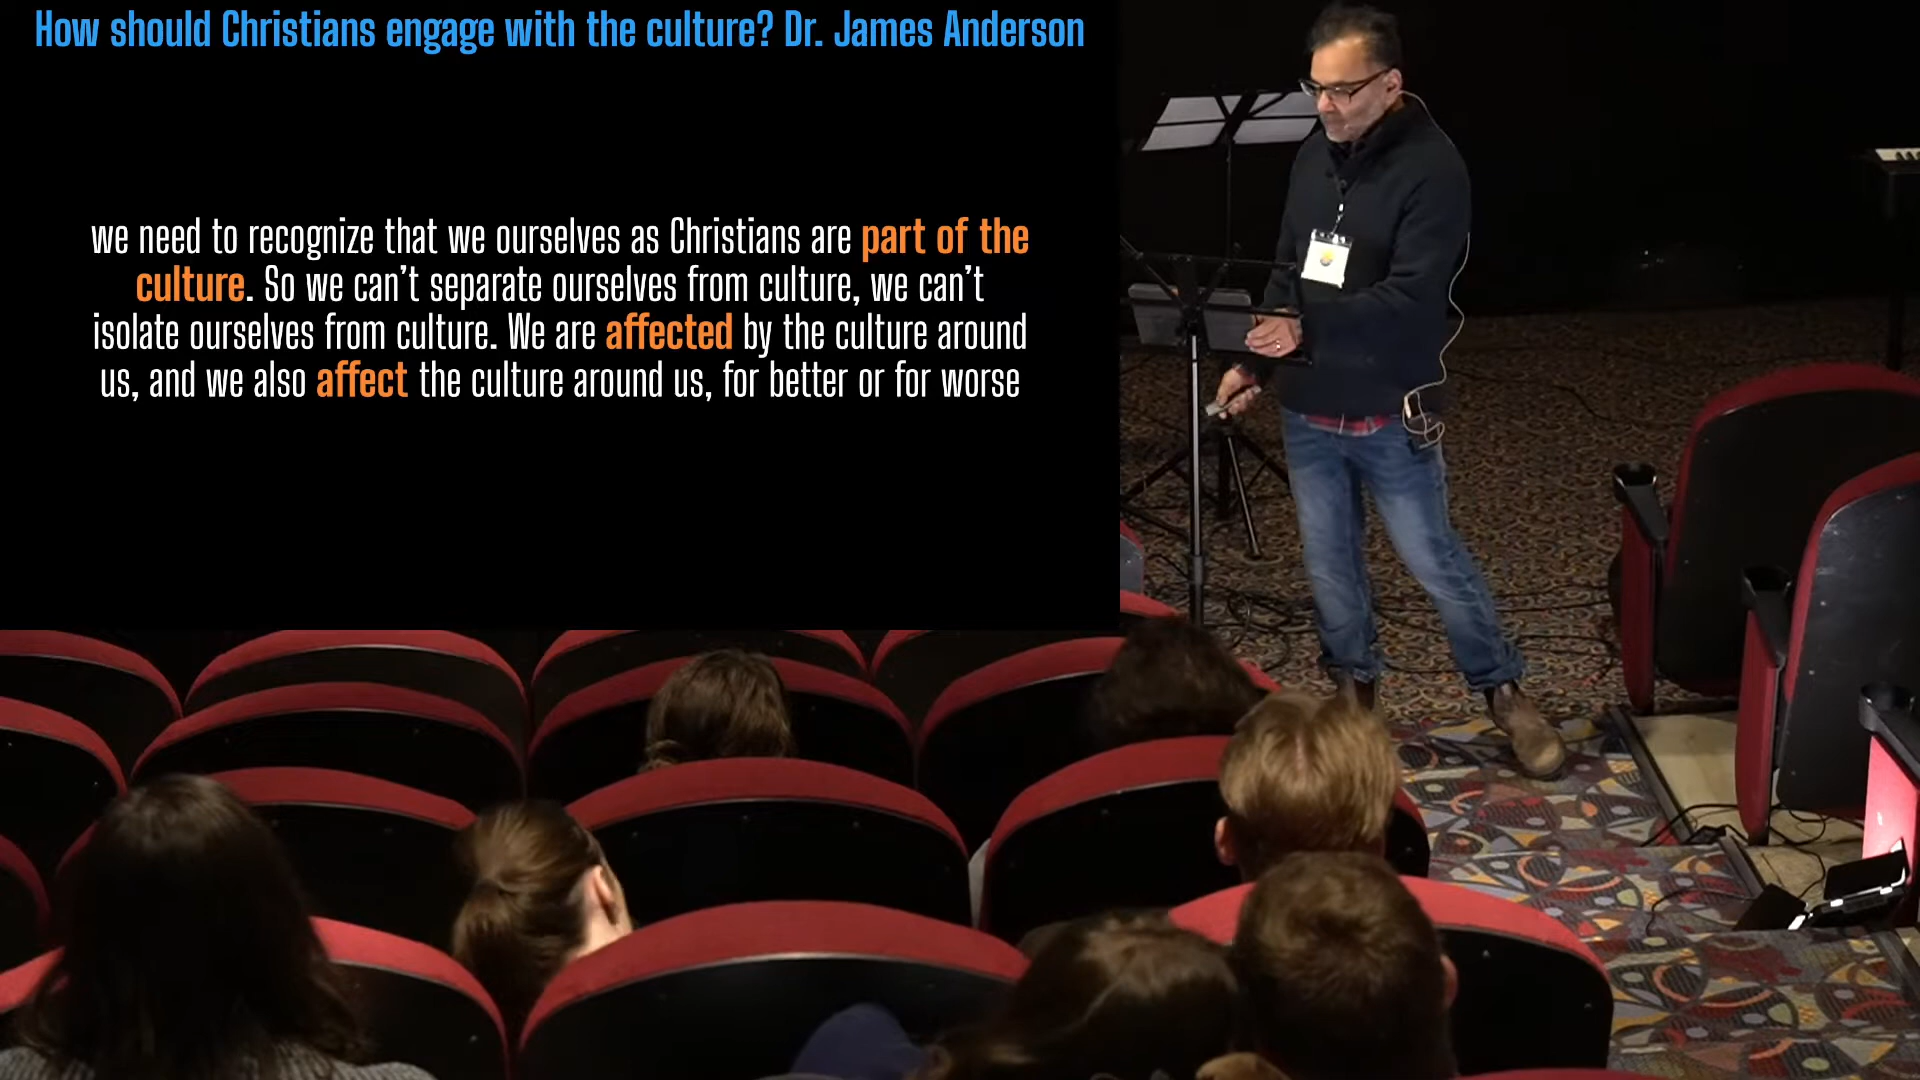 How should Christians engage with the culture? Dr. James Anderson
we need to recognize that we ourselves as Christians are part of the
culture. So we can’t separate ourselves from culture, we can’t
isolate ourselves from culture. We are affected by the culture around
us, and we also affect the culture around us, for better or for worse